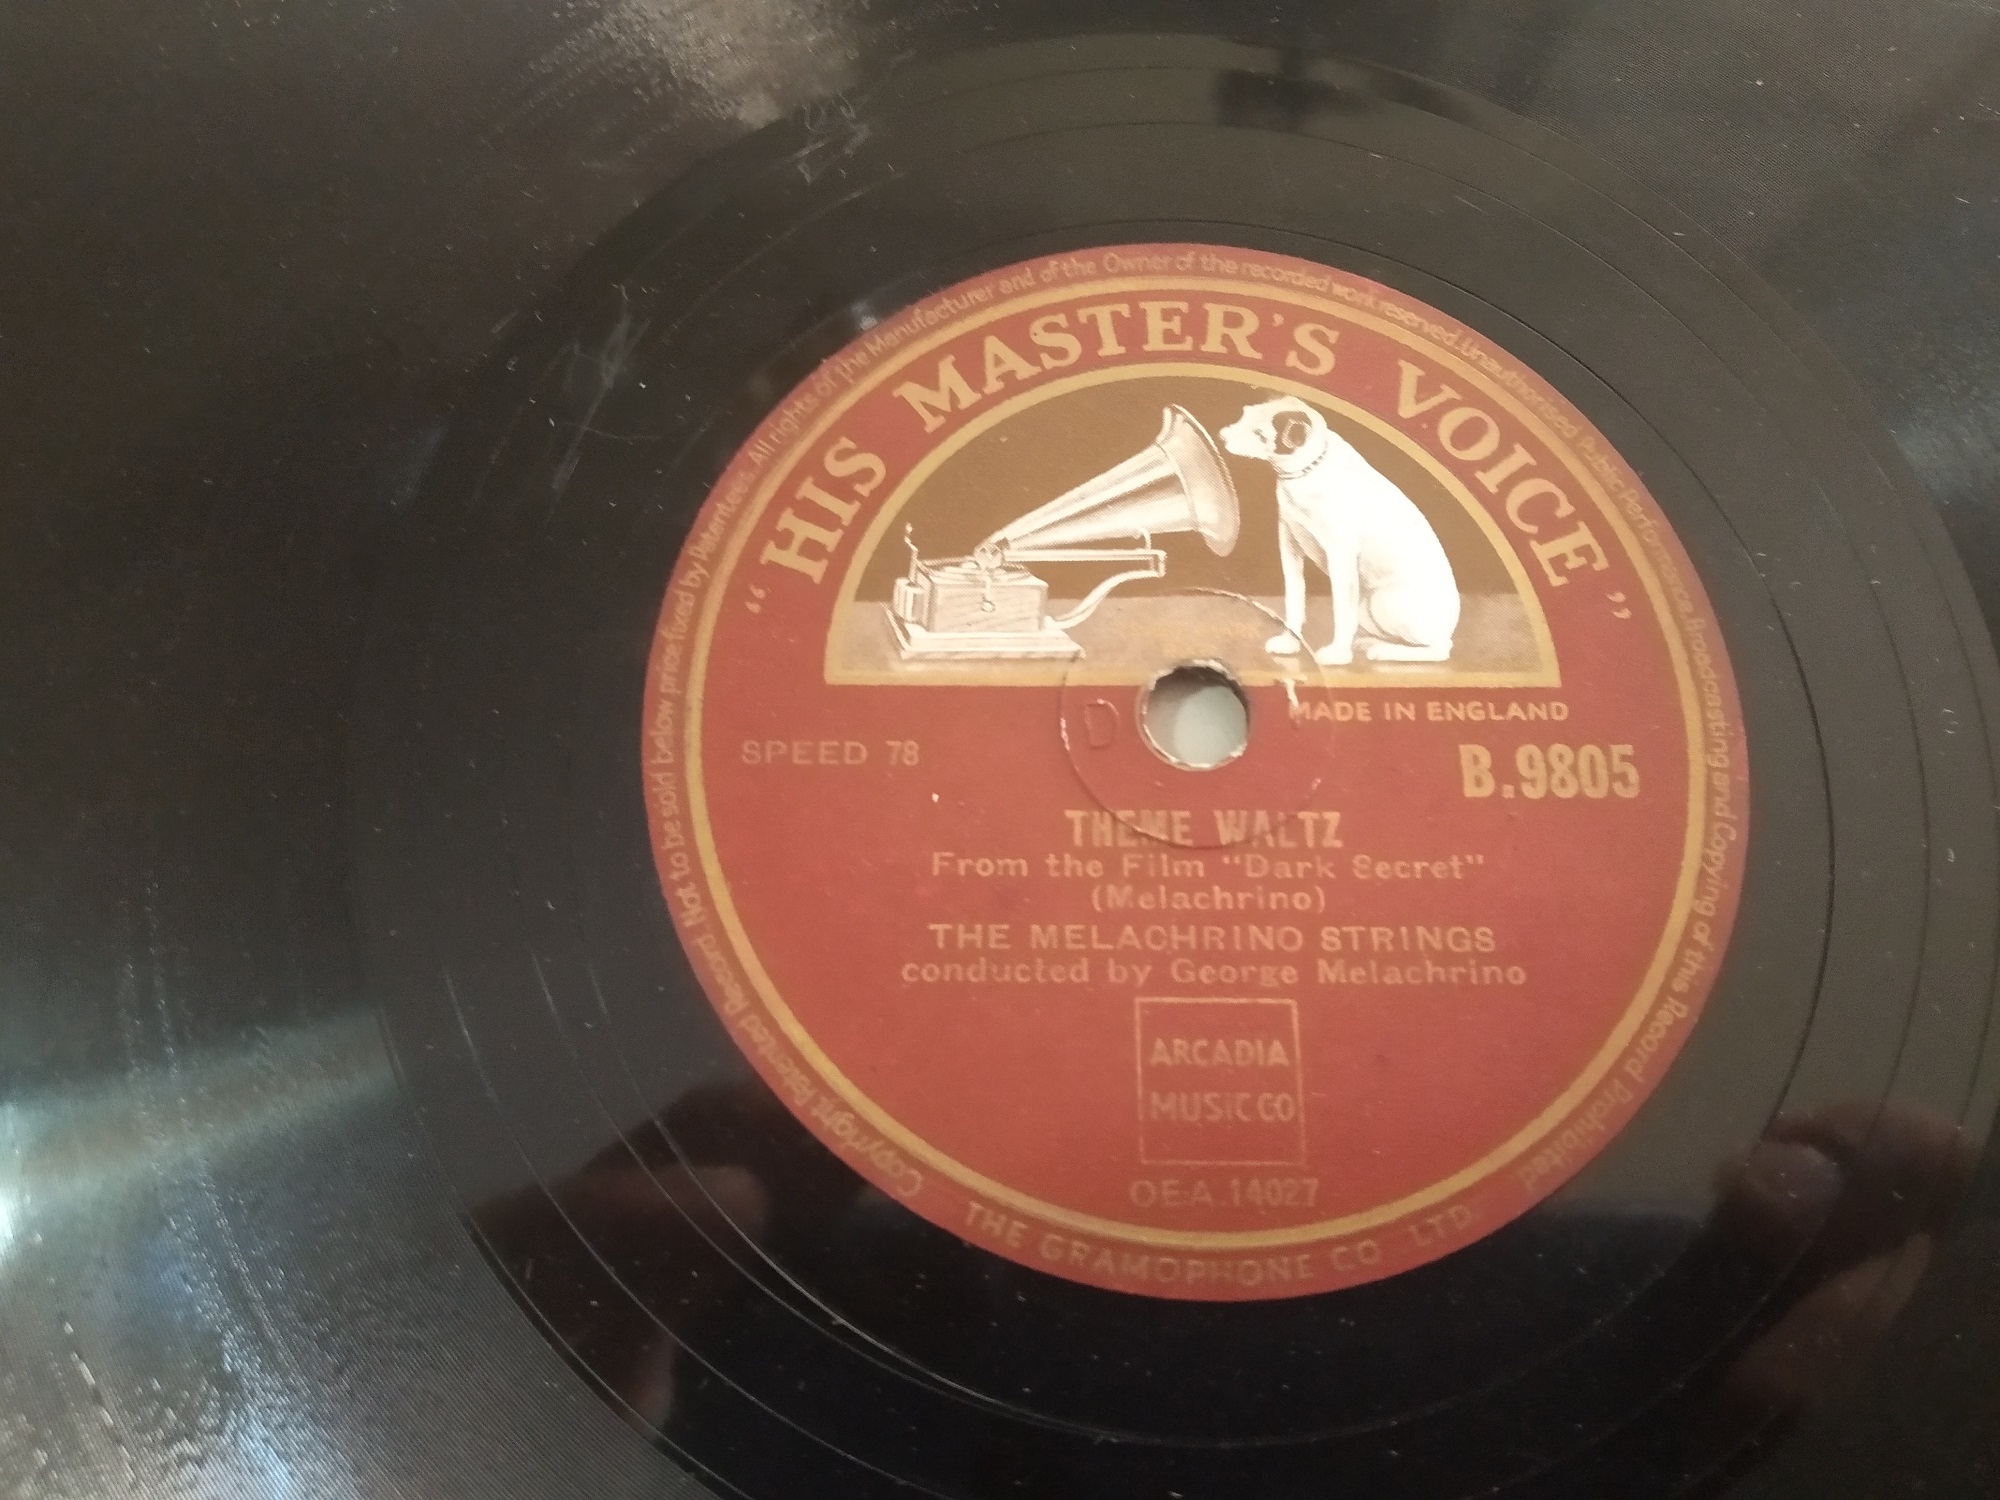 Copyright Patented Record. Not to be sold below price fixed by Patentees. All rights of the Manufacturer and of the Owner of the recorded work reserved. Unauthorised Public Performance, Broadcasting and Copying of this Record Prohibited
“HIS MASTER'S VOICE”
MADE IN ENGLAND
D
SPEED 78
B.9805
THEME WALTZ
From the Film "Dark Secret"
(Melachrino)
THE MELACHRINO STRINGS
conducted by George Melachrino
ARCADIA
MUSIC CO
OEA.14027
THE GRAMOPHONE CO LTD.